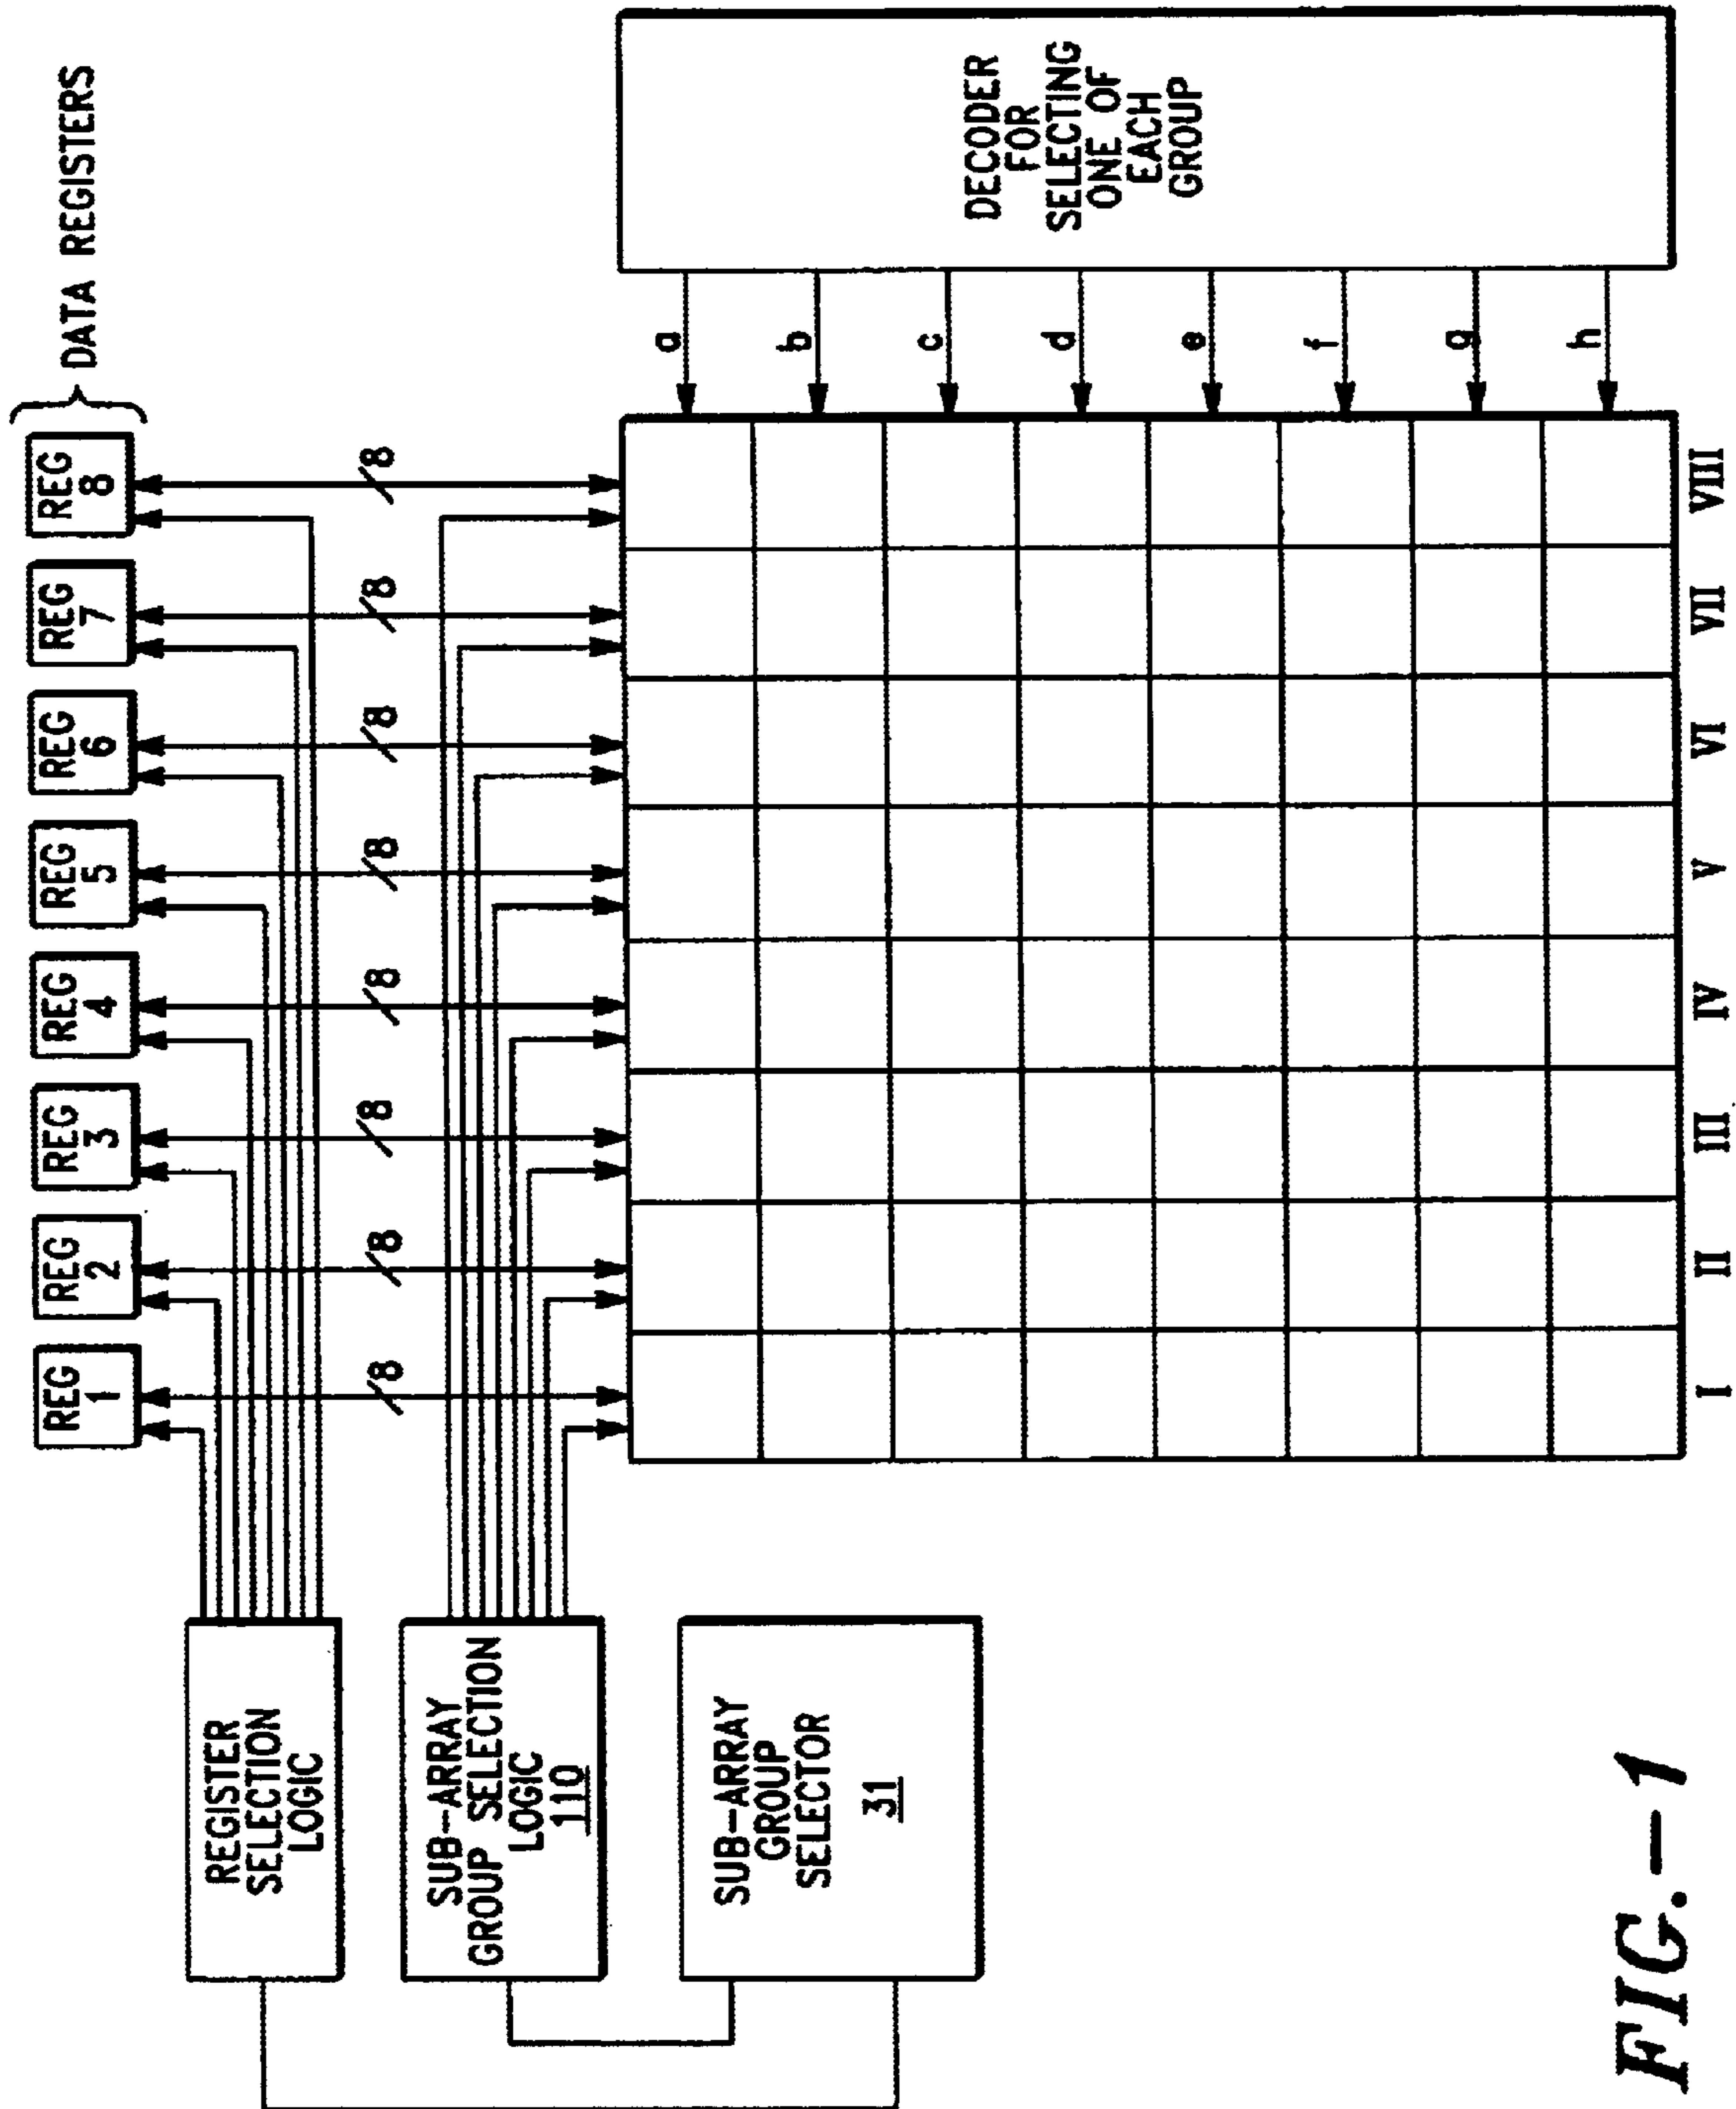 DATA REGISTERS
REG
1
REG
2
REG
3
REG
4
REG
5
REG
6
REG
7
REG
8
8
8
8
8
8
8
8
8
REGISTER
SELECTION
LOGIC
SUB-ARRAY
GROUP SELECTION
LOGIC
110
SUB-ARRAY
GROUP
SELECTOR
31
a
b
c
d
e
f
g
h
DECODER
FOR
SELECTING
ONE OF
EACH
GROUP
I
II
III
IV
V
VI
VII
VIII
FIG.-1